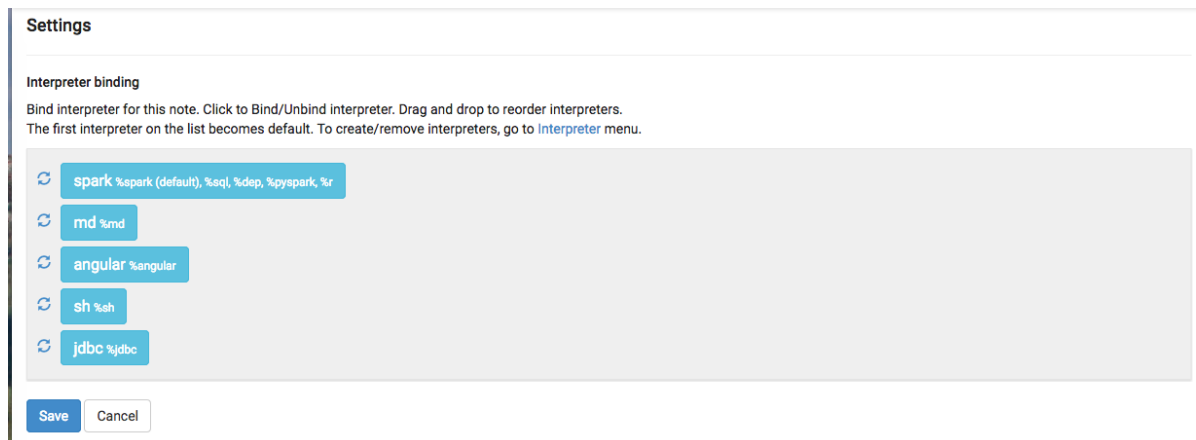 Settings
Interpreter binding
Bind interpreter for this note. Click to Bind/Unbind interpreter. Drag and drop to reorder interpreters.
The first interpreter on the list becomes default. To create/remove interpreters, go to Interpreter menu.
spark %spark (default), %sql, %dep, %pyspark, %r
md %md
angular %angular
sh %sh
jdbc %jdbc
Save Cancel